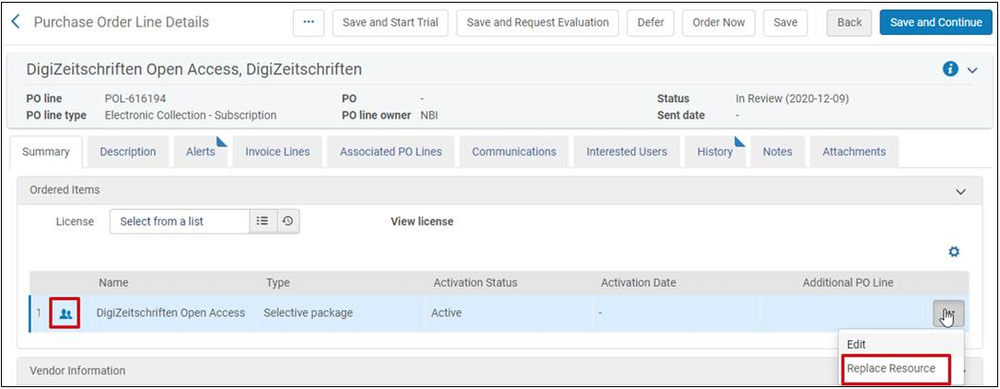 Purchase Order Line Details ... Save and Start Trial Save and Request Evaluation Defer Order Now Save Back Save and Continue
DigiZeitschriften Open Access, DigiZeitschriften
PO line POL-616194 PO - Status In Review (2020-12-09)
PO line type Electronic Collection - Subscription PO line owner NBI Sent date -
Summary Description Alerts Invoice Lines Associated PO Lines Communications Interested Users History Notes Attachments
Ordered Items
License Select from a list View license
Name Type Activation Status Activation Date Additional PO Line
1 DigiZeitschriften Open Access Selective package Active -
Edit
Replace Resource
Vendor Information